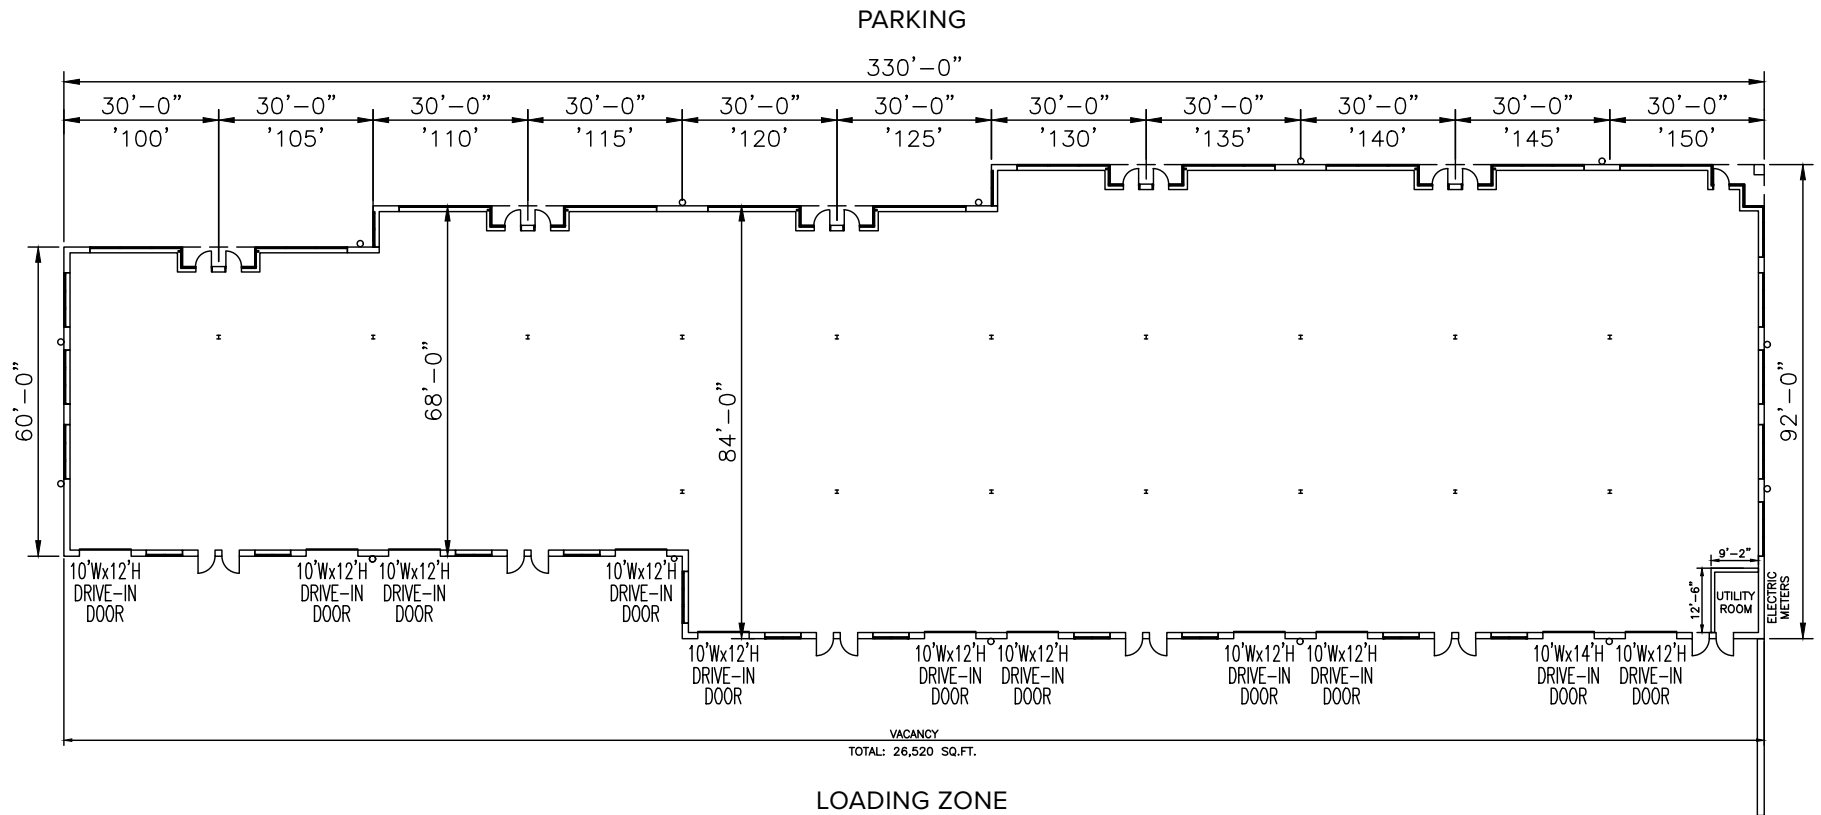 PARKING
330'-0"
30'-0" 30'-0" 30'-0" 30'-0" 30'-0" 30'-0" 30'-0" 30'-0" 30'-0" 30'-0" 30'-0"
'100' '105' '110' '115' '120' '125' '130' '135' '140' '145' '150'
60'-0"
68'-0"
84'-0"
92'-0"
9'-2"
12'-6"
UTILITY
ROOM
ELECTRIC
METERS
10'Wx12'H
DRIVE-IN
DOOR
10'Wx12'H
DRIVE-IN
DOOR
10'Wx12'H
DRIVE-IN
DOOR
10'Wx12'H
DRIVE-IN
DOOR
10'Wx12'H
DRIVE-IN
DOOR
10'Wx12'H
DRIVE-IN
DOOR
10'Wx12'H
DRIVE-IN
DOOR
10'Wx12'H
DRIVE-IN
DOOR
10'Wx12'H
DRIVE-IN
DOOR
10'Wx14'H
DRIVE-IN
DOOR
10'Wx12'H
DRIVE-IN
DOOR
VACANCY
TOTAL: 26,520 SQ.FT.
LOADING ZONE